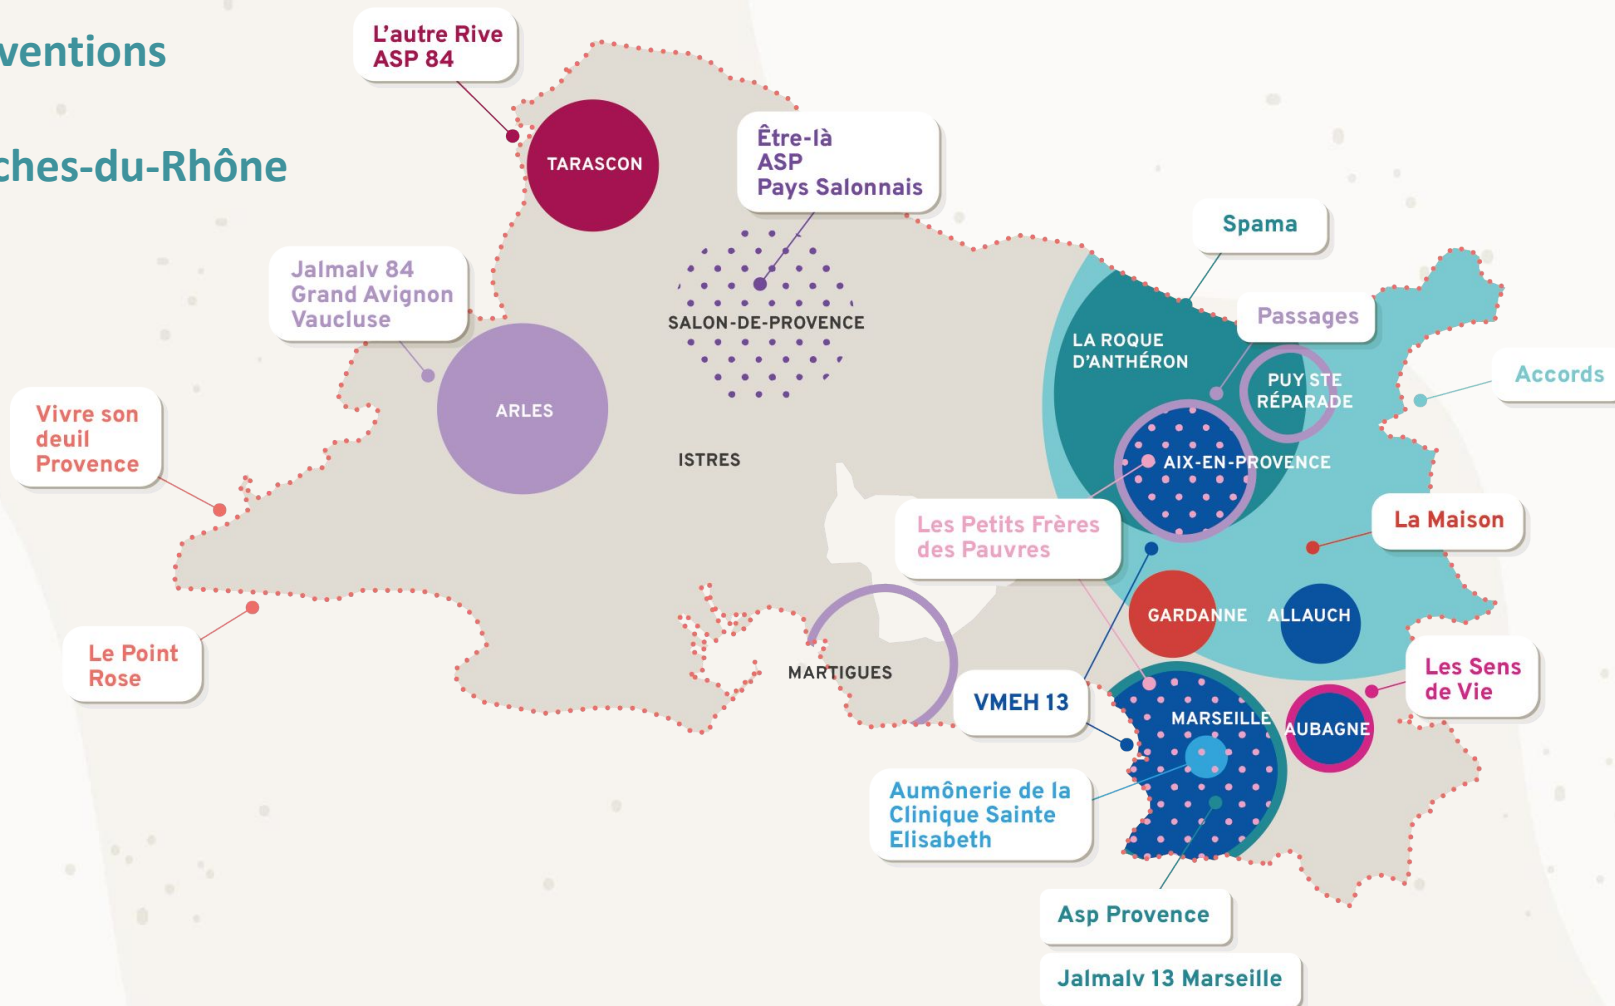 ventions
ches-du-Rhône
L'autre Rive
ASP 84
TARASCON
Être-là
ASP
Pays Salonnais
Spama
Jalmalv 84
Grand Avignon
Vaucluse
SALON-DE-PROVENCE
Passages
LA ROQUE
D'ANTHÉRON
PUY STE
RÉPARADE
Accords
Vivre son
deuil
Provence
ARLES
ISTRES
AIX-EN-PROVENCE
Les Petits Frères
des Pauvres
La Maison
GARDANNE
ALLAUCH
Le Point
Rose
MARTIGUES
Les Sens
de Vie
VMEH 13
MARSEILLE
AUBAGNE
Aumônerie de la
Clinique Sainte
Elisabeth
Asp Provence
Jalmalv 13 Marseille